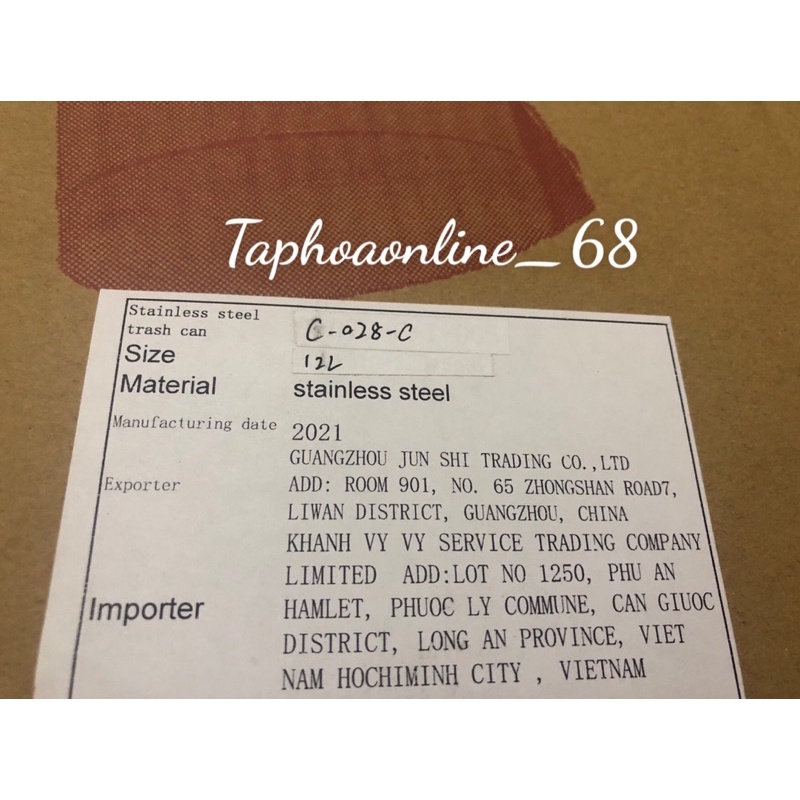 Taphoaonline_68
Stainless steel
trash can
C-028-C
Size
12L
Material
stainless steel
Manufacturing date
2021
Exporter
GUANGZHOU JUN SHI TRADING CO.,LTD
ADD: ROOM 901, NO. 65 ZHONGSHAN ROAD7,
LIWAN DISTRICT, GUANGZHOU, CHINA
Importer
KHANH VY VY SERVICE TRADING COMPANY
LIMITED ADD:LOT NO 1250, PHU AN
HAMLET, PHUOC LY COMMUNE, CAN GIUOC
DISTRICT, LONG AN PROVINCE, VIET
NAM HOCHIMINH CITY , VIETNAM